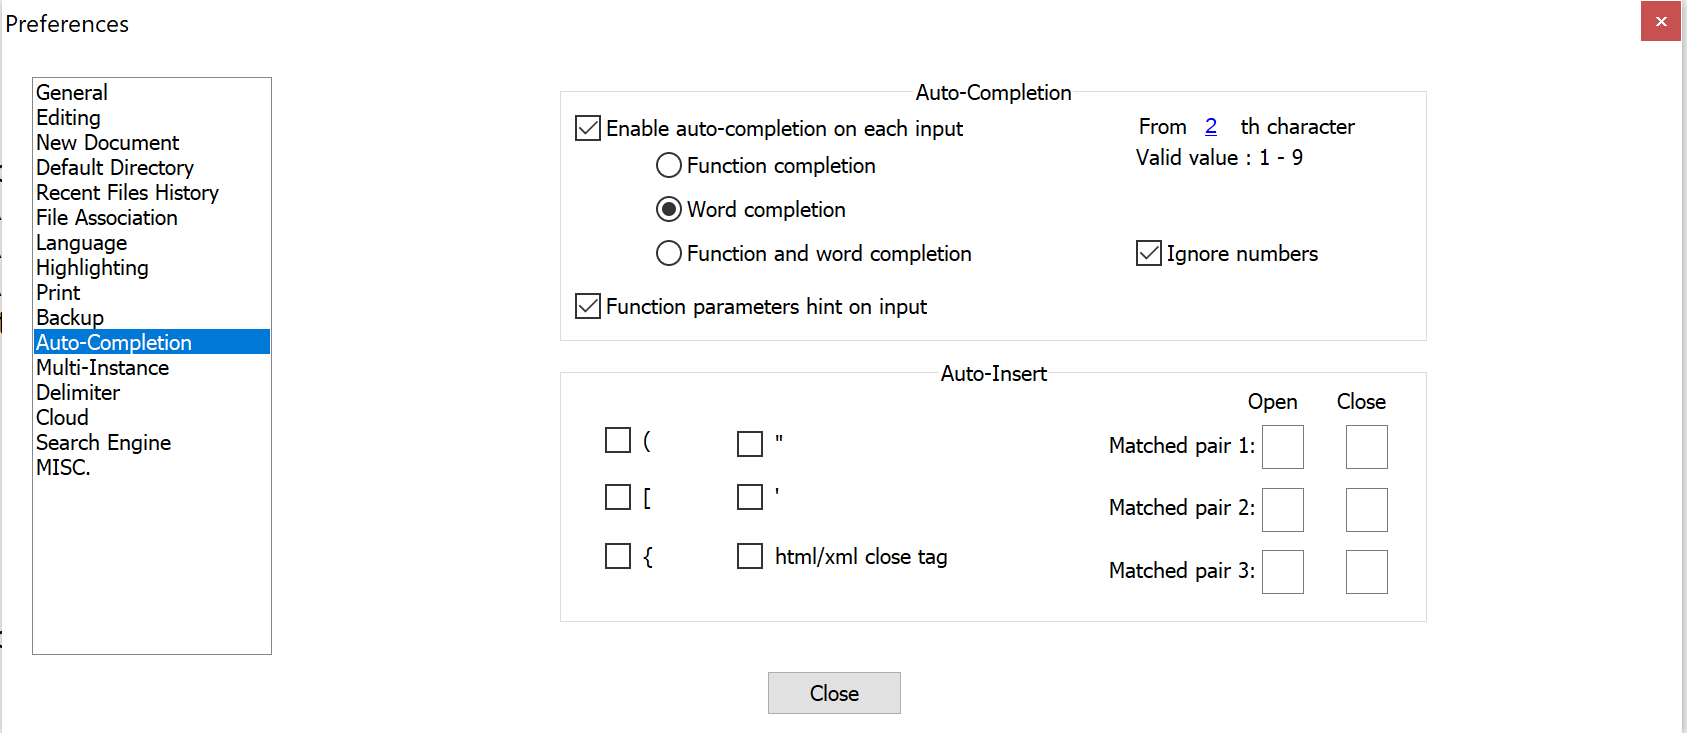 Preferences
×
General
Editing
New Document
Default Directory
Recent Files History
File Association
Language
Highlighting
Print
Backup
Auto-Completion
Multi-Instance
Delimiter
Cloud
Search Engine
MISC.
Auto-Completion
Enable auto-completion on each input
From 2 th character
Valid value : 1 - 9
Function completion
Word completion
Function and word completion
Ignore numbers
Function parameters hint on input
Auto-Insert
Open Close
( " Matched pair 1:
[ ' Matched pair 2:
{ html/xml close tag Matched pair 3:
Close